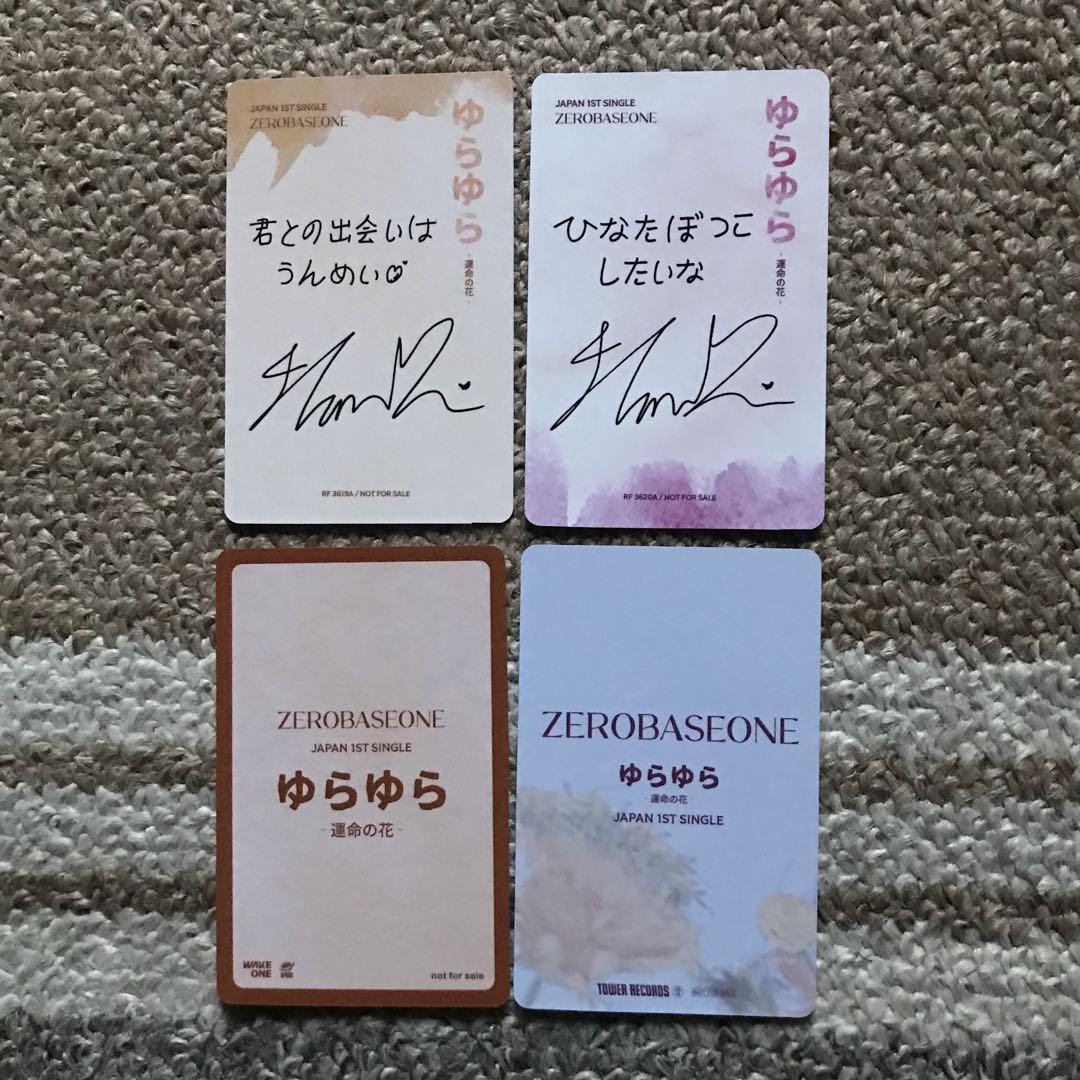 JAPAN 1ST SINGLE
ZEROBASEONE
ゆらゆら
-運命の花-
君との出会いは
うんめい
RF 3619A / NOT FOR SALE
JAPAN 1ST SINGLE
ZEROBASEONE
ゆらゆら
-運命の花-
ひなたぼつこ
したいな
RF 3620A / NOT FOR SALE
ZEROBASEONE
JAPAN 1ST SINGLE
ゆらゆら
-運命の花-
WAKE
ONE
not for sale
ZEROBASEONE
ゆらゆら
-運命の花-
JAPAN 1ST SINGLE
TOWER RECORDS